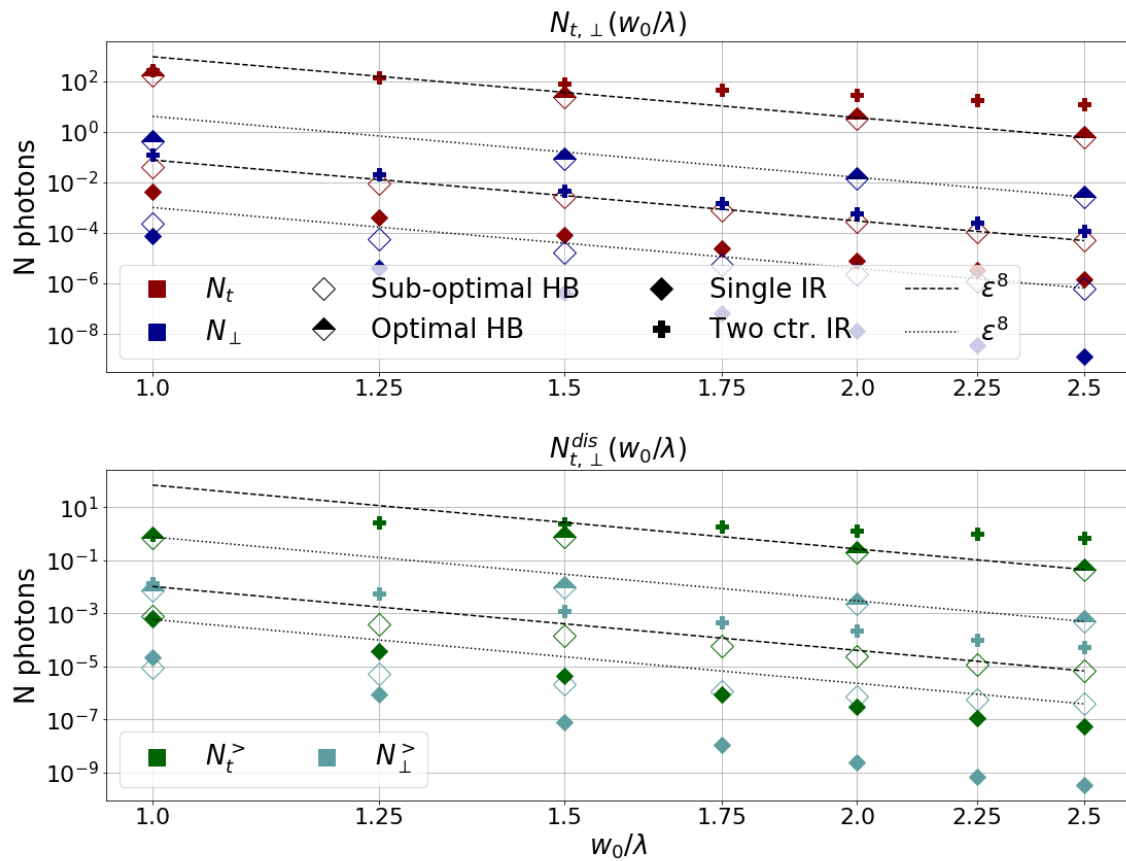 N_{t, ⊥}(w_0/λ)
N photons
10^2
10^0
10^{-2}
10^{-4}
10^{-6}
10^{-8}
N_t Sub-optimal HB Single IR ε^8
N_⊥ Optimal HB Two ctr. IR ε^8
1.0 1.25 1.5 1.75 2.0 2.25 2.5
N_{t, ⊥}^{dis}(w_0/λ)
N photons
10^1
10^{-1}
10^{-3}
10^{-5}
10^{-7}
10^{-9}
N_t^> N_⊥^>
1.0 1.25 1.5 1.75 2.0 2.25 2.5
w_0/λ